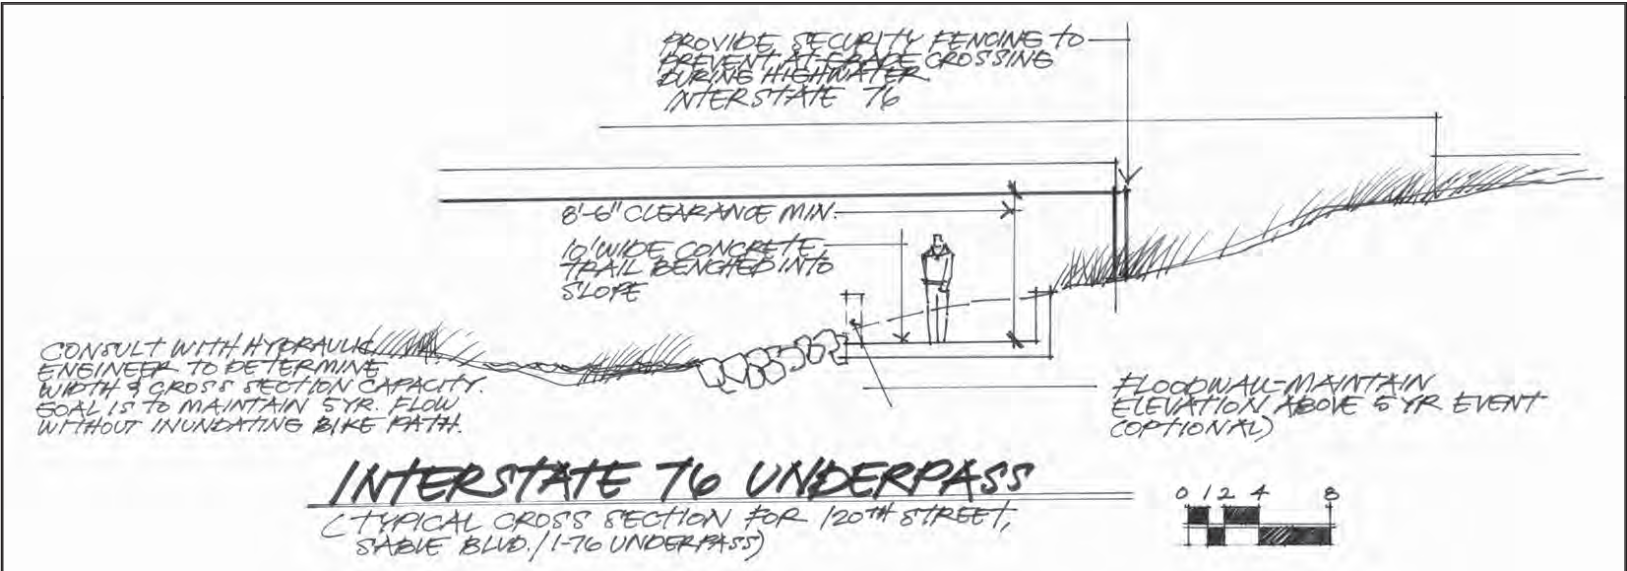 PROVIDE SECURITY FENCING TO
PREVENT AT-GRADE CROSSING
DURING HIGHWATER.
INTERSTATE 76
8'-6" CLEARANCE MIN.
10' WIDE CONCRETE
TRAIL BENCHED INTO
SLOPE
CONSULT WITH HYDRAULIC
ENGINEER TO DETERMINE
WIDTH & CROSS SECTION CAPACITY.
GOAL IS TO MAINTAIN 5 YR. FLOW
WITHOUT INUNDATING BIKE PATH.
FLOODWALL-MAINTAIN
ELEVATION ABOVE 5 YR EVENT
(OPTIONAL)
INTERSTATE 76 UNDERPASS
(TYPICAL CROSS SECTION FOR 120TH STREET,
SABLE BLVD./I-76 UNDERPASS)
0 1 2 4 8